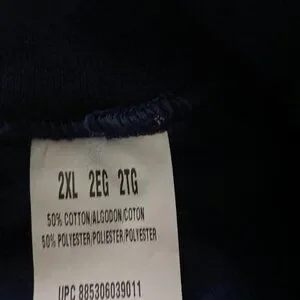 2XL 2EG 2TG
50% COTTON/ALGODON/COTON
50% POLYESTER/POLIESTER/POLYESTER
UPC 885306039011